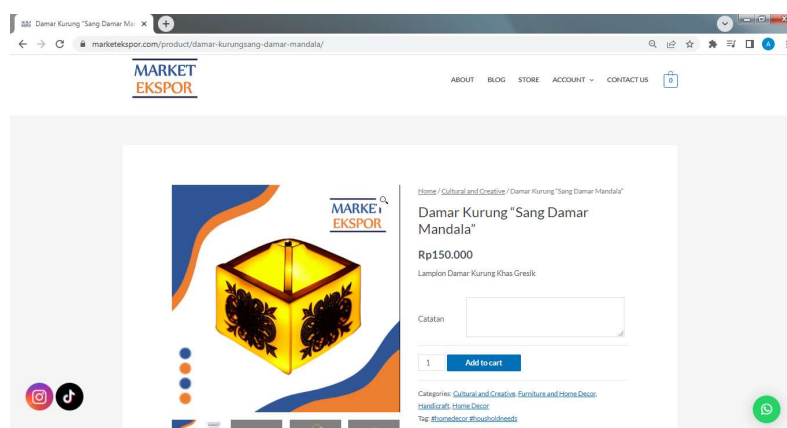 Damar Kurung "Sang Damar Ma
marketekspor.com/product/damar-kurungsang-damar-mandala/
A
MARKET
EKSPOR
ABOUT BLOG STORE ACCOUNT CONTACT US 0
Home / Cultural and Creative / Damar Kurung "Sang Damar Mandala"
MARKET
EKSPOR
Damar Kurung "Sang Damar
Mandala"
Rp150.000
Lampion Damar Kurung Khas Gresik
Catatan
1 Add to cart
Categories: Cultural and Creative, Furniture and Home Decor,
Handicraft, Home Decor
Tag: #homedecor #housholdneeds